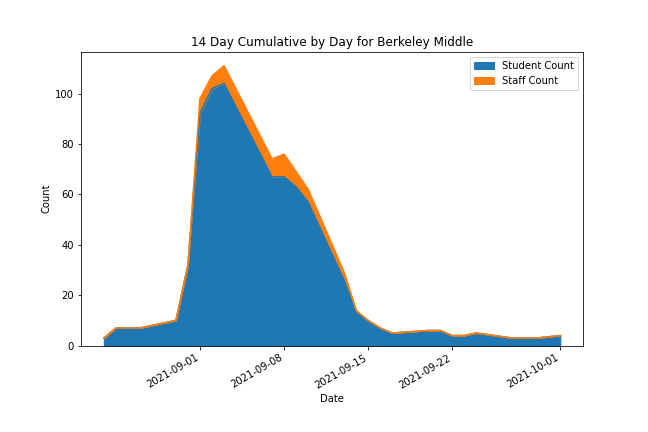 14 Day Cumulative by Day for Berkeley Middle
Student Count
Staff Count
Count
100
80
60
40
20
0
2021-09-01
2021-09-08
2021-09-15
2021-09-22
2021-10-01
Date